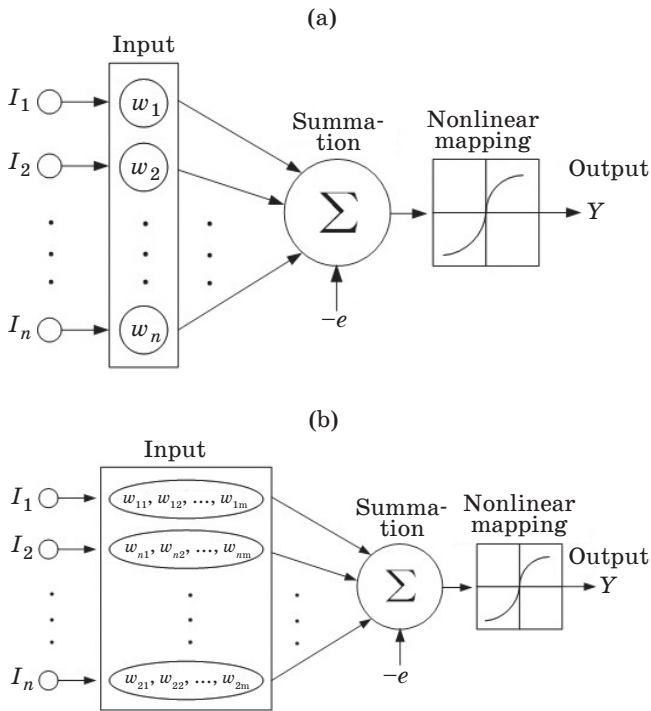 (a)
Input
I₁
w₁
Summa-
tion
Nonlinear
mapping
Output
I₂
w₂
Σ
Y
Iₙ
wₙ
–e
(b)
Input
I₁
w₁₁, w₁₂, ..., w₁ₘ
Summa-
tion
Nonlinear
mapping
Output
I₂
wₙ₁, wₙ₂, ..., wₙₘ
Σ
Y
Iₙ
w₂₁, w₂₂, ..., w₂ₘ
–e